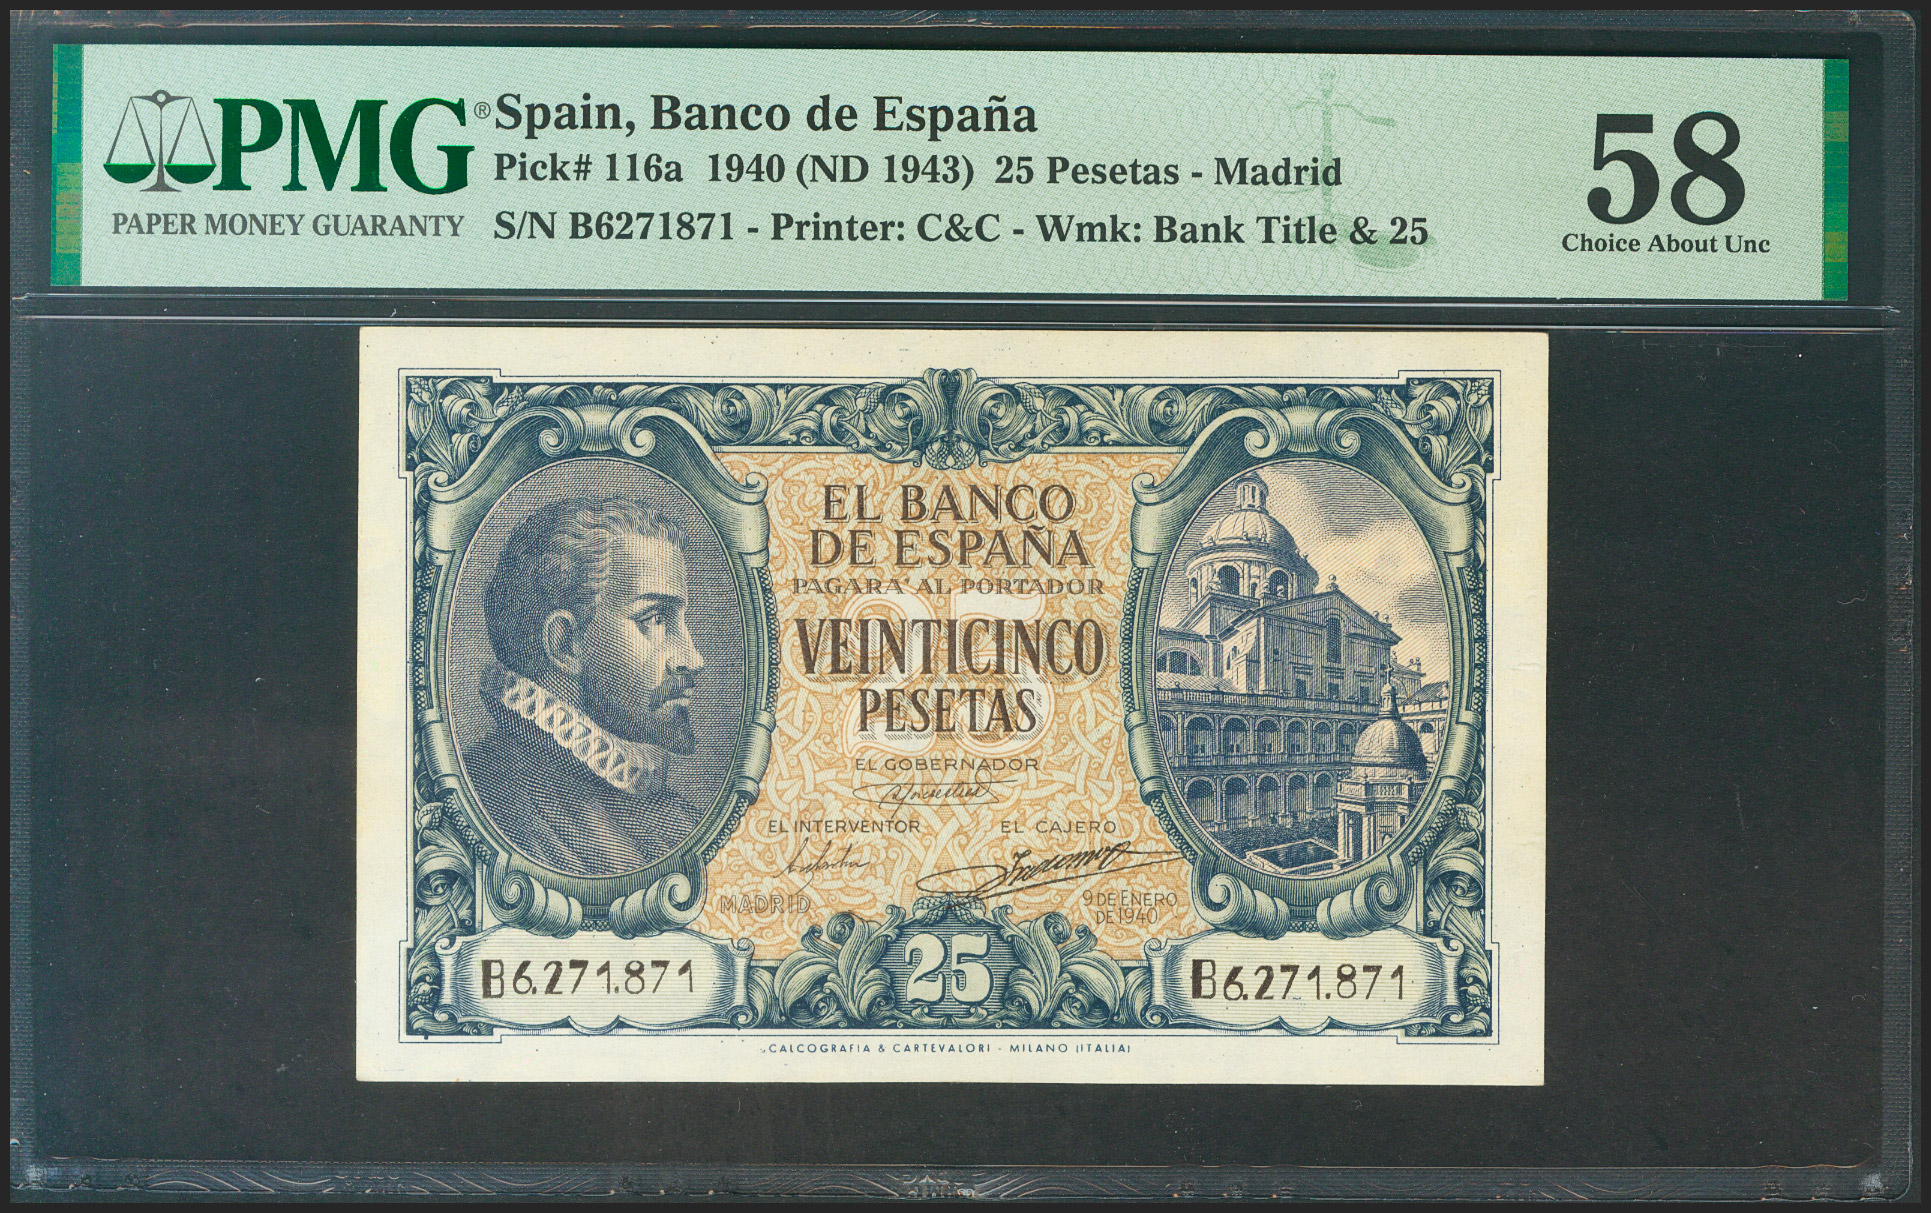 PMG®
PAPER MONEY GUARANTY
Spain, Banco de España
Pick# 116a 1940 (ND 1943) 25 Pesetas - Madrid
S/N B6271871 - Printer: C&C - Wmk: Bank Title & 25
58
Choice About Unc
EL BANCO
DE ESPAÑA
PAGARA' AL PORTADOR
25
VEINTICINCO
PESETAS
EL GOBERNADOR
EL INTERVENTOR EL CAJERO
MADRID
9 DE ENERO
DE 1940
B6.271.871
25
B6.271.871
CALCOGRAFIA & CARTEVALORI - MILANO (ITALIA)